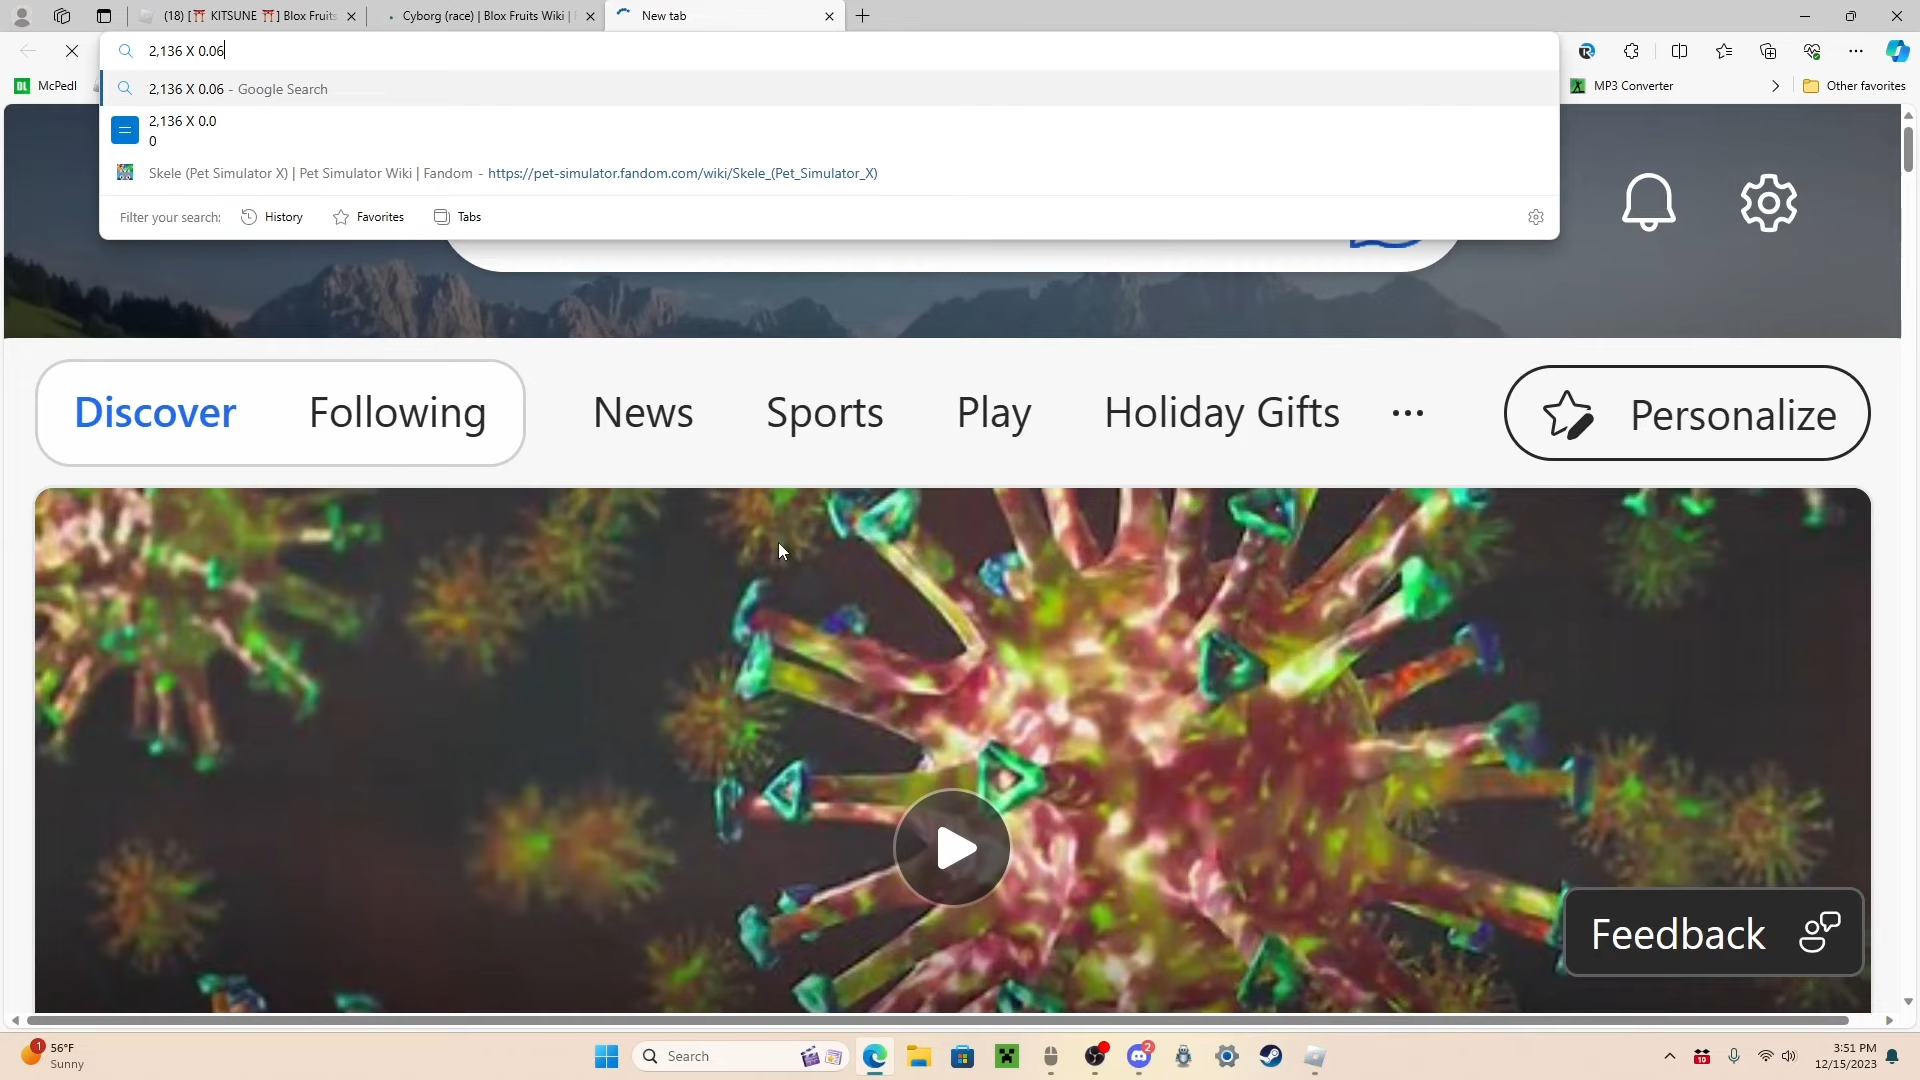 (18) [⛩️ KITSUNE ⛩️] Blox Fruits
Cyborg (race) | Blox Fruits Wiki |
New tab
2,136 X 0.06
McPedl
2,136 X 0.06 - Google Search
2,136 X 0.0
0
Skele (Pet Simulator X) | Pet Simulator Wiki | Fandom - https://pet-simulator.fandom.com/wiki/Skele_(Pet_Simulator_X)
Filter your search: History Favorites Tabs
MP3 Converter
Other favorites
Discover Following News Sports Play Holiday Gifts ... Personalize
Feedback
1
56°F
Sunny
Search
2
10
3:51 PM
12/15/2023